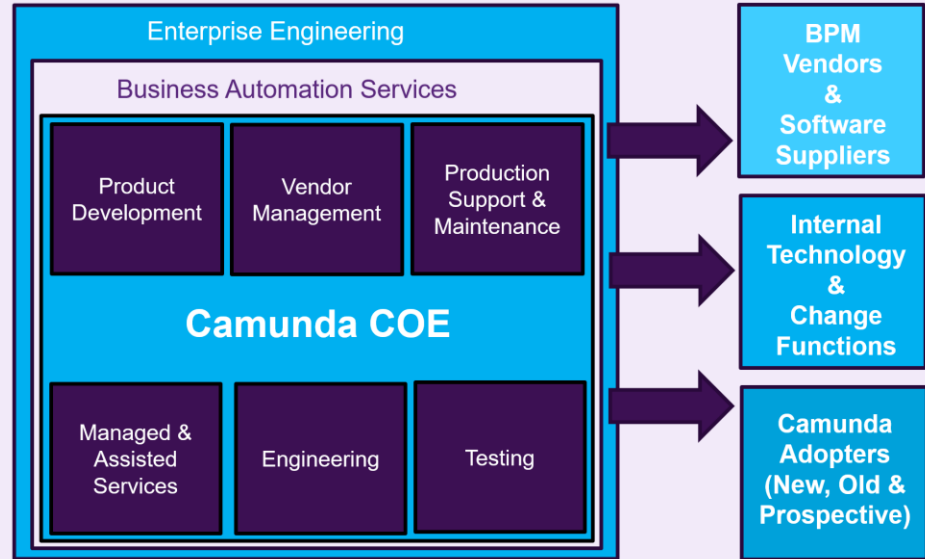 Enterprise Engineering
Business Automation Services
Product
Development
Vendor
Management
Production
Support &
Maintenance
Camunda COE
Managed &
Assisted
Services
Engineering
Testing
BPM
Vendors
&
Software
Suppliers
Internal
Technology
&
Change
Functions
Camunda
Adopters
(New, Old &
Prospective)